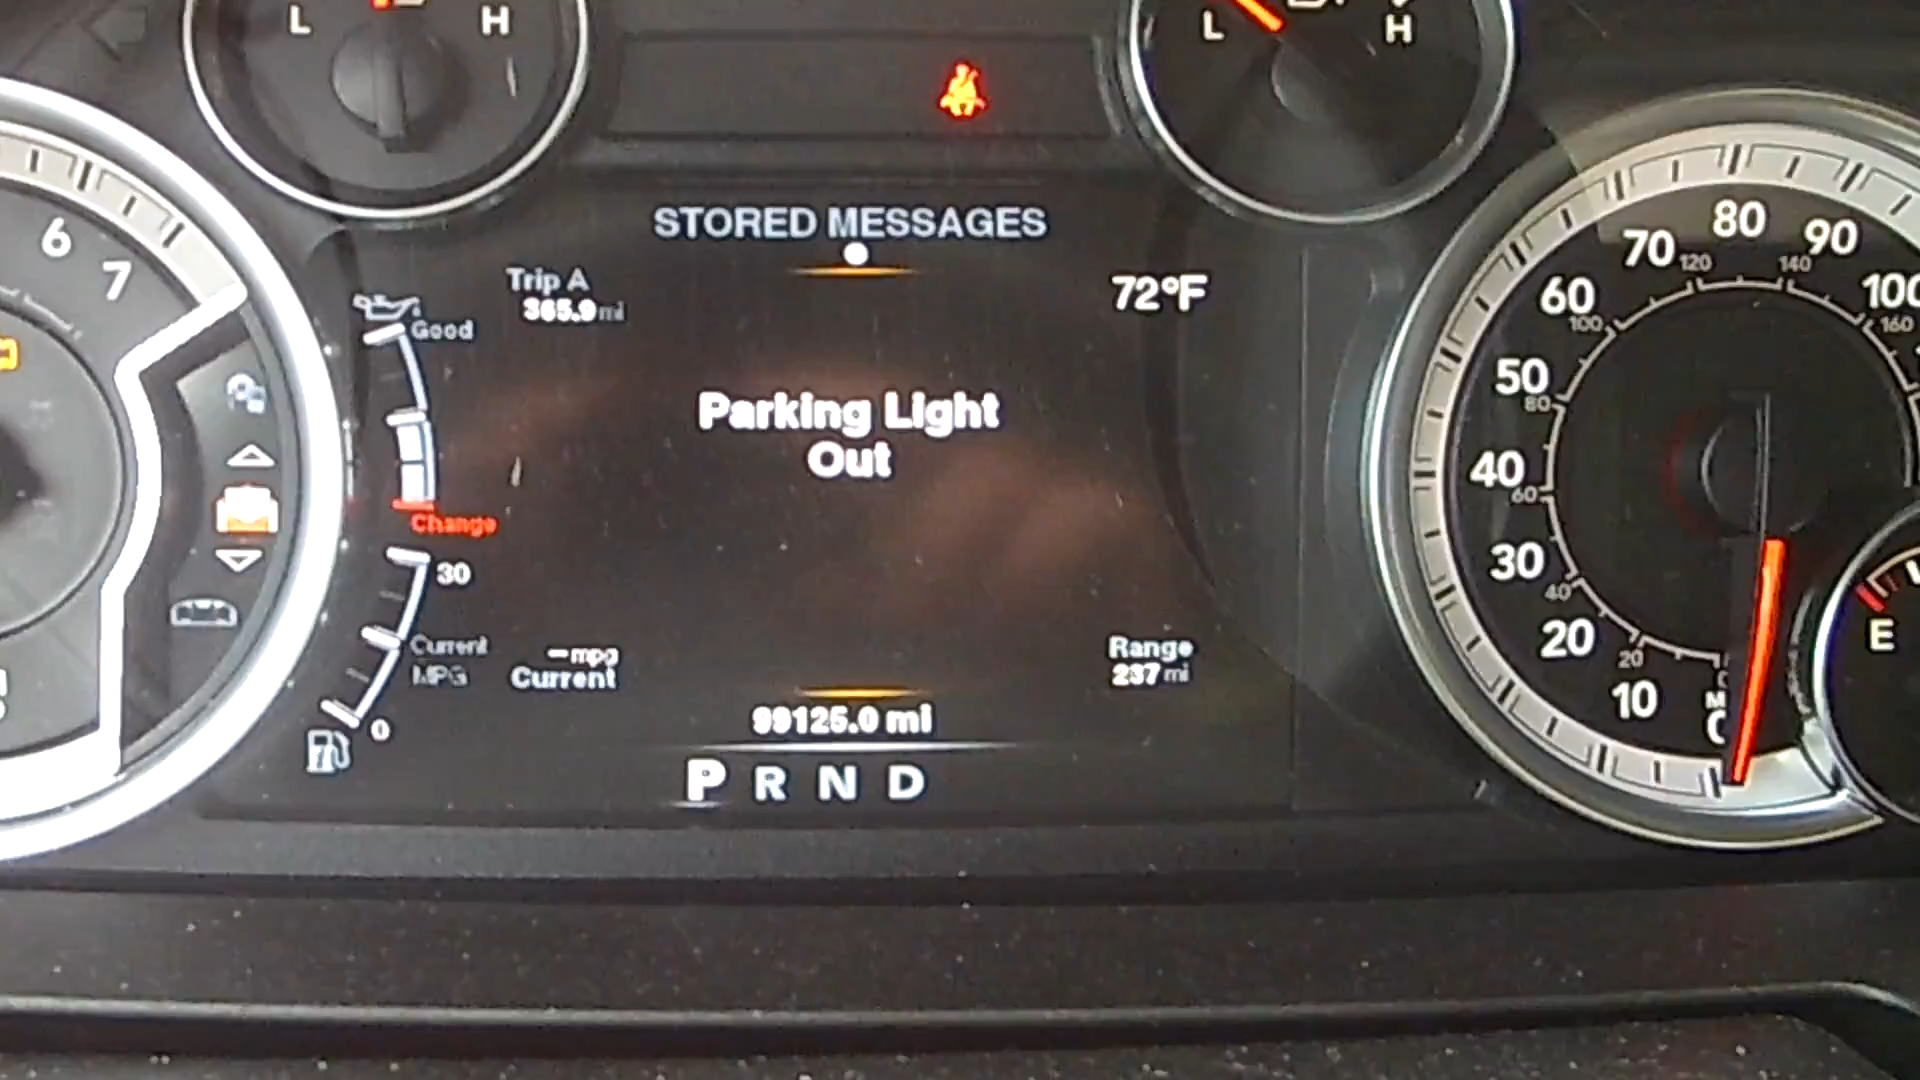 L H
L H
STORED MESSAGES
Trip A
365.9 mi
72°F
Good
Parking Light
Out
Change
30
Current
MPG
0
-- mpg
Current
Range
237 mi
99125.0 mi
P R N D
6
7
10
20
30
40
50
60
70
80
90
100
20
40
60
80
100
120
140
160
E